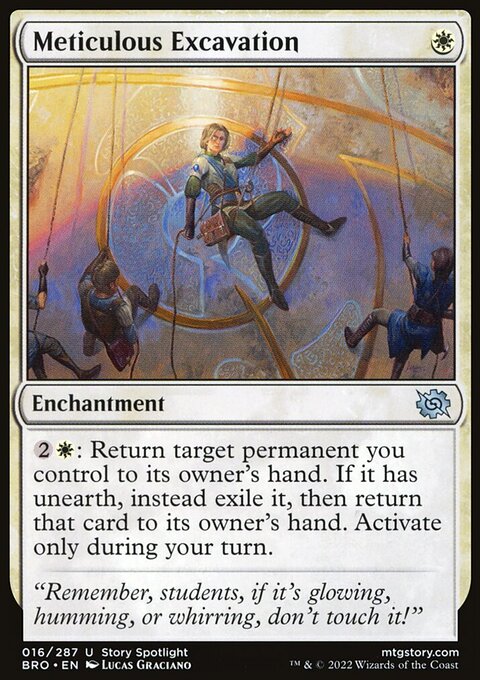 Meticulous Excavation
Enchantment
2: Return target permanent you
control to its owner's hand. If it has
unearth, instead exile it, then return
that card to its owner's hand. Activate
only during your turn.
“Remember, students, if it's glowing,
humming, or whirring, don't touch it!”
016/287 U Story Spotlight
mtgstory.com
BRO • EN Lucas Graciano
™ & © 2022 Wizards of the Coast